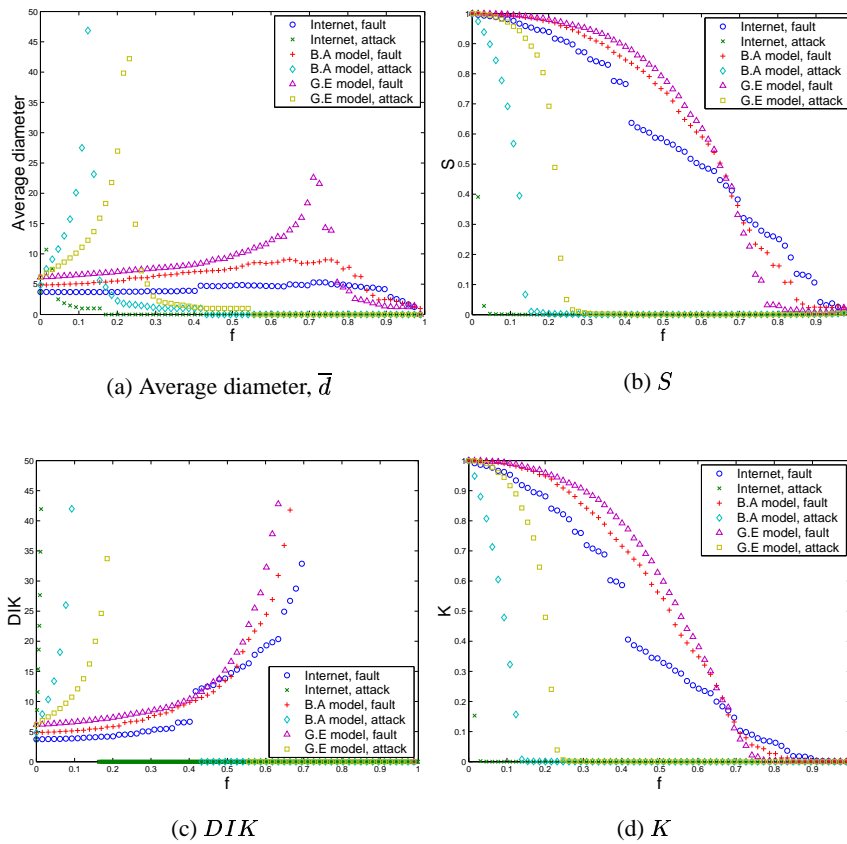 50
45
40
35
30
25
20
15
10
5
0
Average diameter
0 0.1 0.2 0.3 0.4 0.5 0.6 0.7 0.8 0.9 1
f
Internet, fault
Internet, attack
B.A model, fault
B.A model, attack
G.E model, fault
G.E model, attack
(a) Average diameter, d̅
1
0.9
0.8
0.7
0.6
0.5
0.4
0.3
0.2
0.1
0
S
0 0.1 0.2 0.3 0.4 0.5 0.6 0.7 0.8 0.9
f
Internet, fault
Internet, attack
B.A model, fault
B.A model, attack
G.E model, fault
G.E model, attack
(b) S
50
45
40
35
30
25
20
15
10
5
0
DIK
0 0.1 0.2 0.3 0.4 0.5 0.6 0.7 0.8 0.9 1
f
Internet, fault
Internet, attack
B.A model, fault
B.A model, attack
G.E model, fault
G.E model, attack
(c) DIK
1
0.9
0.8
0.7
0.6
0.5
0.4
0.3
0.2
0.1
0
K
0 0.1 0.2 0.3 0.4 0.5 0.6 0.7 0.8 0.9
f
Internet, fault
Internet, attack
B.A model, fault
B.A model, attack
G.E model, fault
G.E model, attack
(d) K